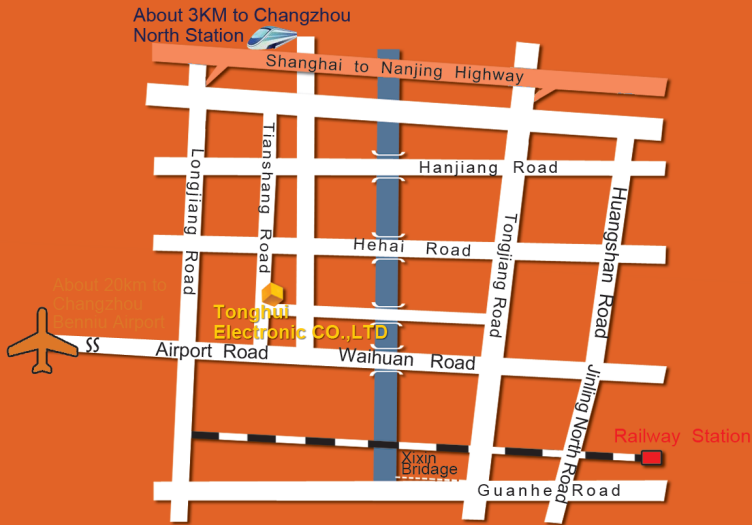 About 3KM to Changzhou
North Station
Shanghai to Nanjing Highway
Hanjiang Road
Longjiang Road
Tianshang Road
Hehai Road
Tongjiang Road
Huangshan Road
About 20km to
Changzhou
Benniu Airport
Tonghui
Electronic CO.,LTD
SS
Airport Road
Waihuan Road
Jinling North Road
Railway Station
Xixin
Bridage
Guanhe Road